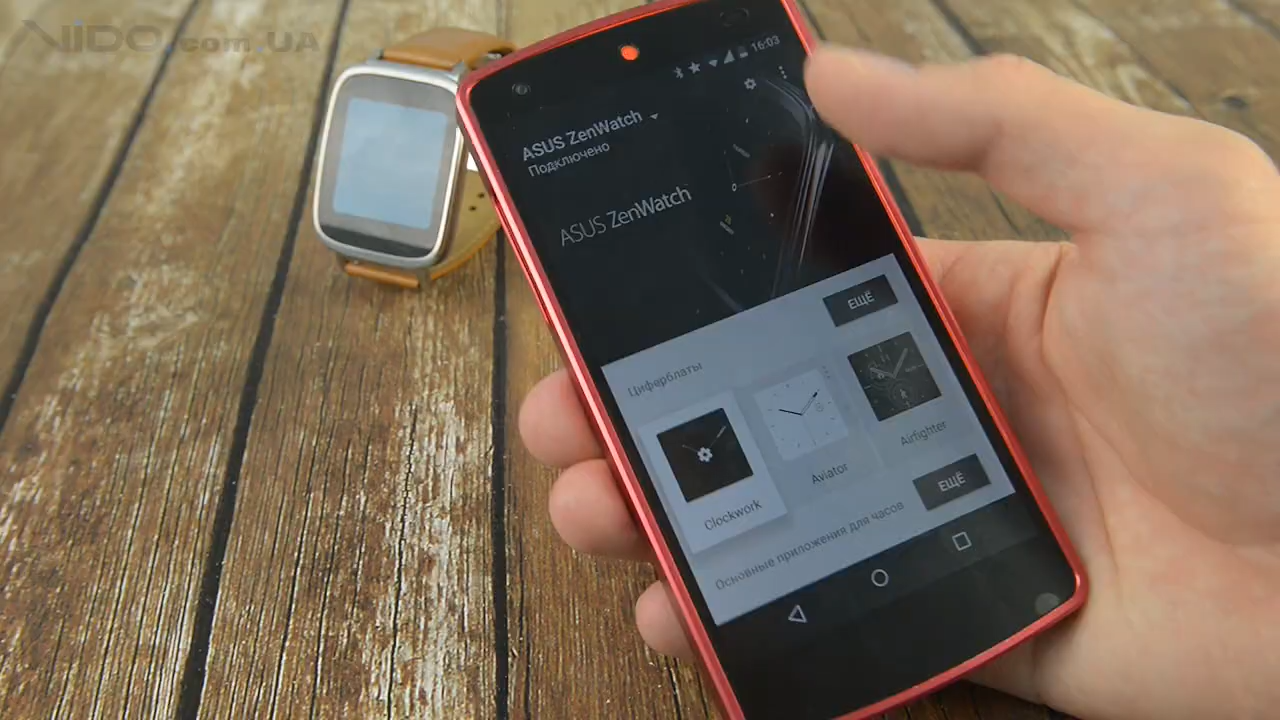 ViiDO.com.UA
16:03
ASUS ZenWatch
Подключено
ASUS ZenWatch
ЕЩЁ
Циферблаты
Clockwork
Aviator
Airfighter
ЕЩЁ
Основные приложения для часов